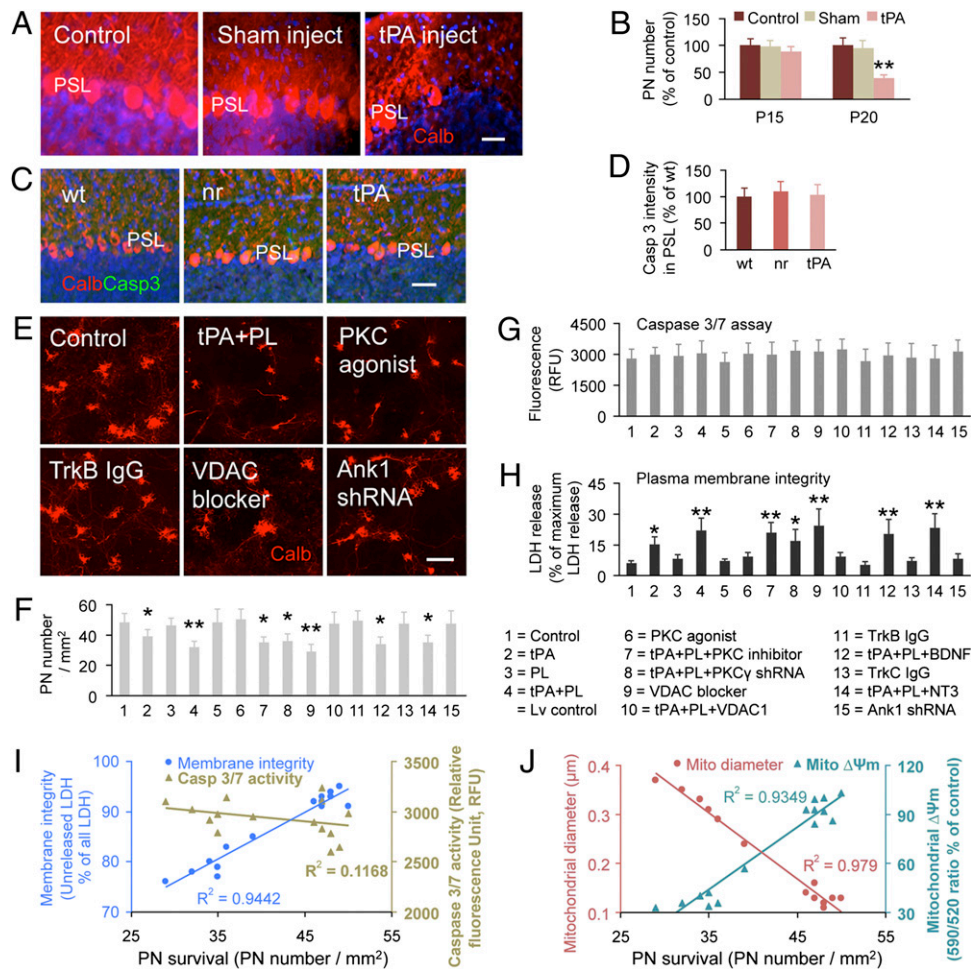 A
Control
PSL
Sham inject
PSL
tPA inject
PSL
Calb
B
Control Sham tPA
PN number
(% of control)
150
100
50
0
**
P15 P20
C
wt
PSL
CalbCasp3
nr
PSL
tPA
PSL
D
Casp 3 intensity
in PSL (% of wt)
150
100
50
0
wt nr tPA
E
Control
tPA+PL
PKC
agonist
TrkB IgG
VDAC
blocker
Calb
Ank1
shRNA
F
PN number
/ mm²
60
40
20
0
* ** * * ** * *
1 2 3 4 5 6 7 8 9 10 11 12 13 14 15
G
Caspase 3/7 assay
Fluorescence
(RFU)
4500
3000
1500
0
1 2 3 4 5 6 7 8 9 10 11 12 13 14 15
H
Plasma membrane integrity
LDH release
(% of maximum
LDH release)
45
30
15
0
* ** ** * ** ** **
1 2 3 4 5 6 7 8 9 10 11 12 13 14 15
1 = Control
2 = tPA
3 = PL
4 = tPA+PL
= Lv control
6 = PKC agonist
7 = tPA+PL+PKC inhibitor
8 = tPA+PL+PKCγ shRNA
9 = VDAC blocker
10 = tPA+PL+VDAC1
11 = TrkB IgG
12 = tPA+PL+BDNF
13 = TrkC IgG
14 = tPA+PL+NT3
15 = Ank1 shRNA
I
Membrane integrity
Casp 3/7 activity
Membrane integrity
(Unreleased LDH
% of all LDH)
100
90
80
70
R² = 0.9442
R² = 0.1168
3500
3000
2500
2000
Caspase 3/7 activity (Relative
fluorescence Unit, RFU)
25 35 45 55
PN survival (PN number / mm²)
J
Mito diameter
Mito ΔΨm
Mitochondrial diameter (μm)
0.4
0.3
0.2
0.1
R² = 0.9349
R² = 0.979
120
90
60
30
Mitochondrial ΔΨm
(590/520 ratio % of control)
25 35 45 55
PN survival (PN number / mm²)